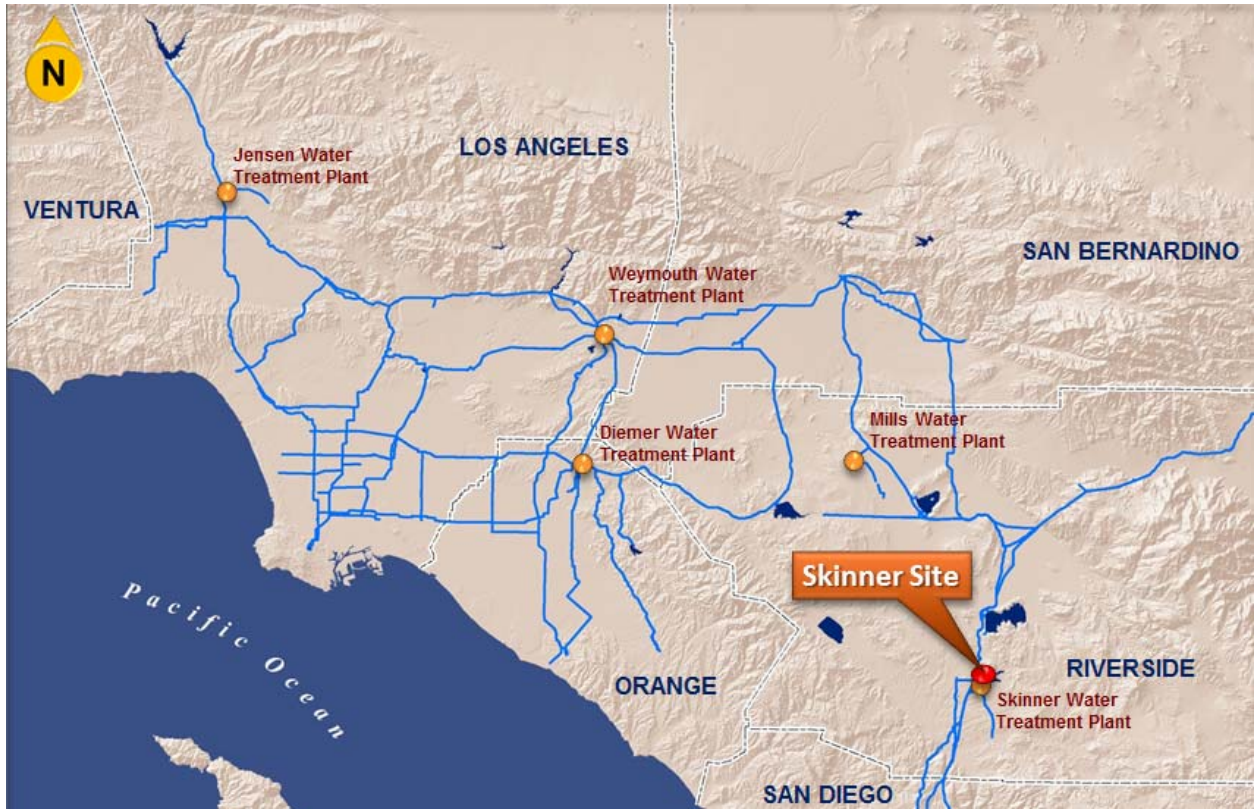 N
LOS ANGELES
Jensen Water
Treatment Plant
VENTURA
SAN BERNARDINO
Weymouth Water
Treatment Plant
Mills Water
Treatment Plant
Diemer Water
Treatment Plant
Skinner Site
Pacific Ocean
RIVERSIDE
ORANGE
Skinner Water
Treatment Plant
SAN DIEGO